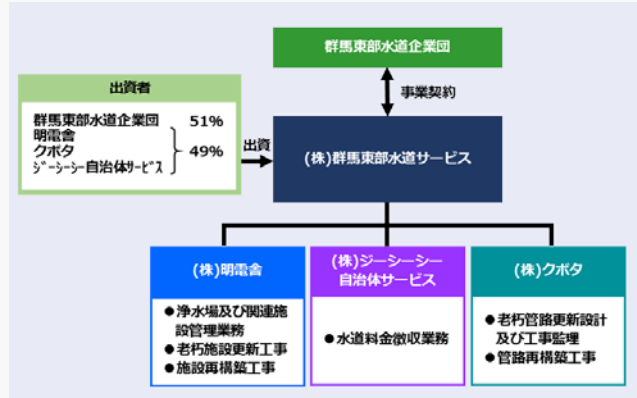 群馬東部水道企業団
事業契約
出資者
群馬東部水道企業団 51%
明電舎
クボタ 49%
ｼﾞｰｼｰｼｰ自治体ｻｰﾋﾞｽ
出資
(株)群馬東部水道サービス
(株)明電舎
●浄水場及び関連施
設管理業務
●老朽施設更新工事
●施設再構築工事
(株)ジーシーシー
自治体サービス
●水道料金徴収業務
(株)クボタ
●老朽管路更新設計
及び工事監理
●管路再構築工事